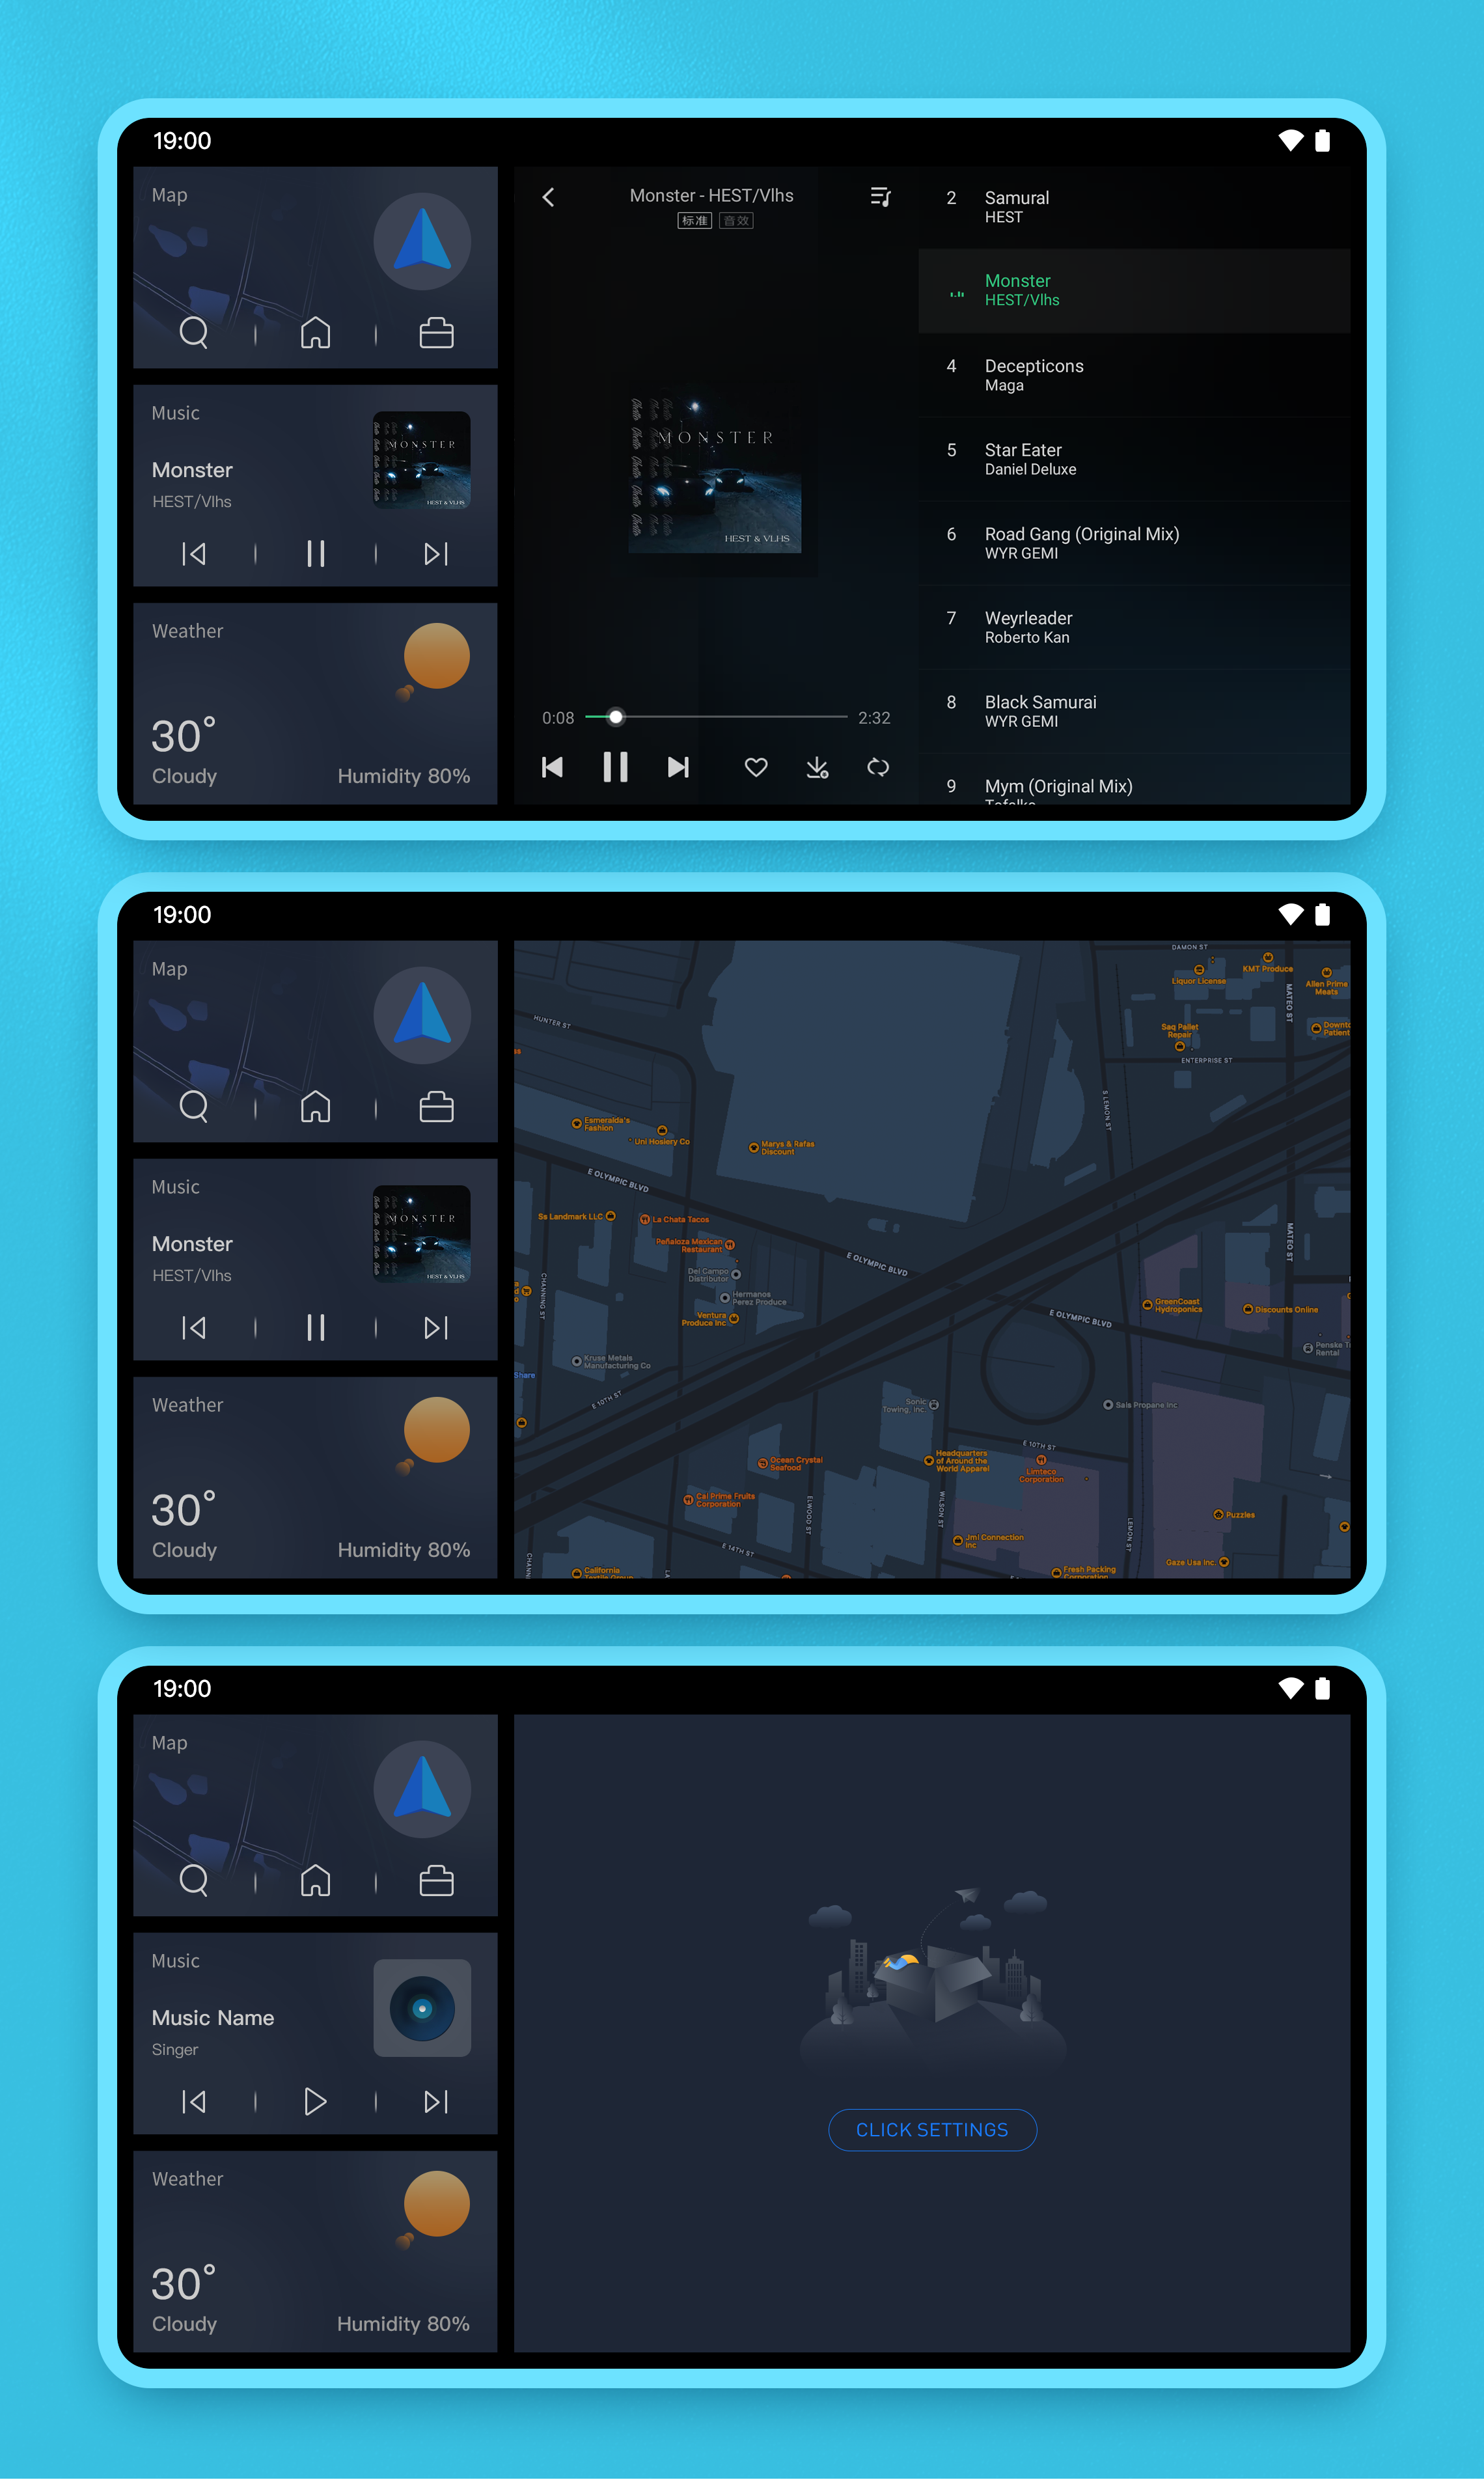 19:00
Map
Music
Monster
HEST/Vlhs
MONSTER
HEST & VLHS
Weather
30°
Cloudy
Humidity 80%
Monster - HEST/Vlhs
标准 音效
MONSTER
HEST & VLHS
0:08
2:32
2 Samural
HEST
Monster
HEST/Vlhs
4 Decepticons
Maga
5 Star Eater
Daniel Deluxe
6 Road Gang (Original Mix)
WYR GEMI
7 Weyrleader
Roberto Kan
8 Black Samurai
WYR GEMI
9 Mym (Original Mix)
19:00
Map
Music
Monster
HEST/Vlhs
MONSTER
HEST & VLHS
Weather
30°
Cloudy
Humidity 80%
DAMON ST
Liquor License
KMT Produce
Allen Prime
Meats
MATEO ST
HUNTER ST
Saq Pallet
Repair
ENTERPRISE ST
S LEMON ST
Esmeralda's
Fashion
Uni Hosiery Co
Marys & Rafas
Discount
E OLYMPIC BLVD
Ss Landmark LLC
La Chata Tacos
Peñaloza Mexican
Restaurant
E OLYMPIC BLVD
MATEO ST
Del Campo
Distributor
CHANNING ST
Hermanos
Perez Produce
Ventura
Produce Inc
GreenCoast
Hydroponics
Discounts Online
E OLYMPIC BLVD
Kruse Metals
Manufacturing Co
Share
E 10TH ST
Sonic
Towing, Inc.
Sais Propane Inc
Penske
Rental
E 10TH ST
Ocean Crystal
Seafood
Headquarters
of Around the
World Apparel
Limteco
Corporation
Cal Prime Fruits
Corporation
ELWOOD ST
WILSON ST
LEMON ST
Puzzles
E 14TH ST
Jml Connection
Inc
Gaze Usa Inc.
California
Fresh Packing
Corporation
19:00
Map
Music
Music Name
Singer
Weather
30°
Cloudy
Humidity 80%
CLICK SETTINGS